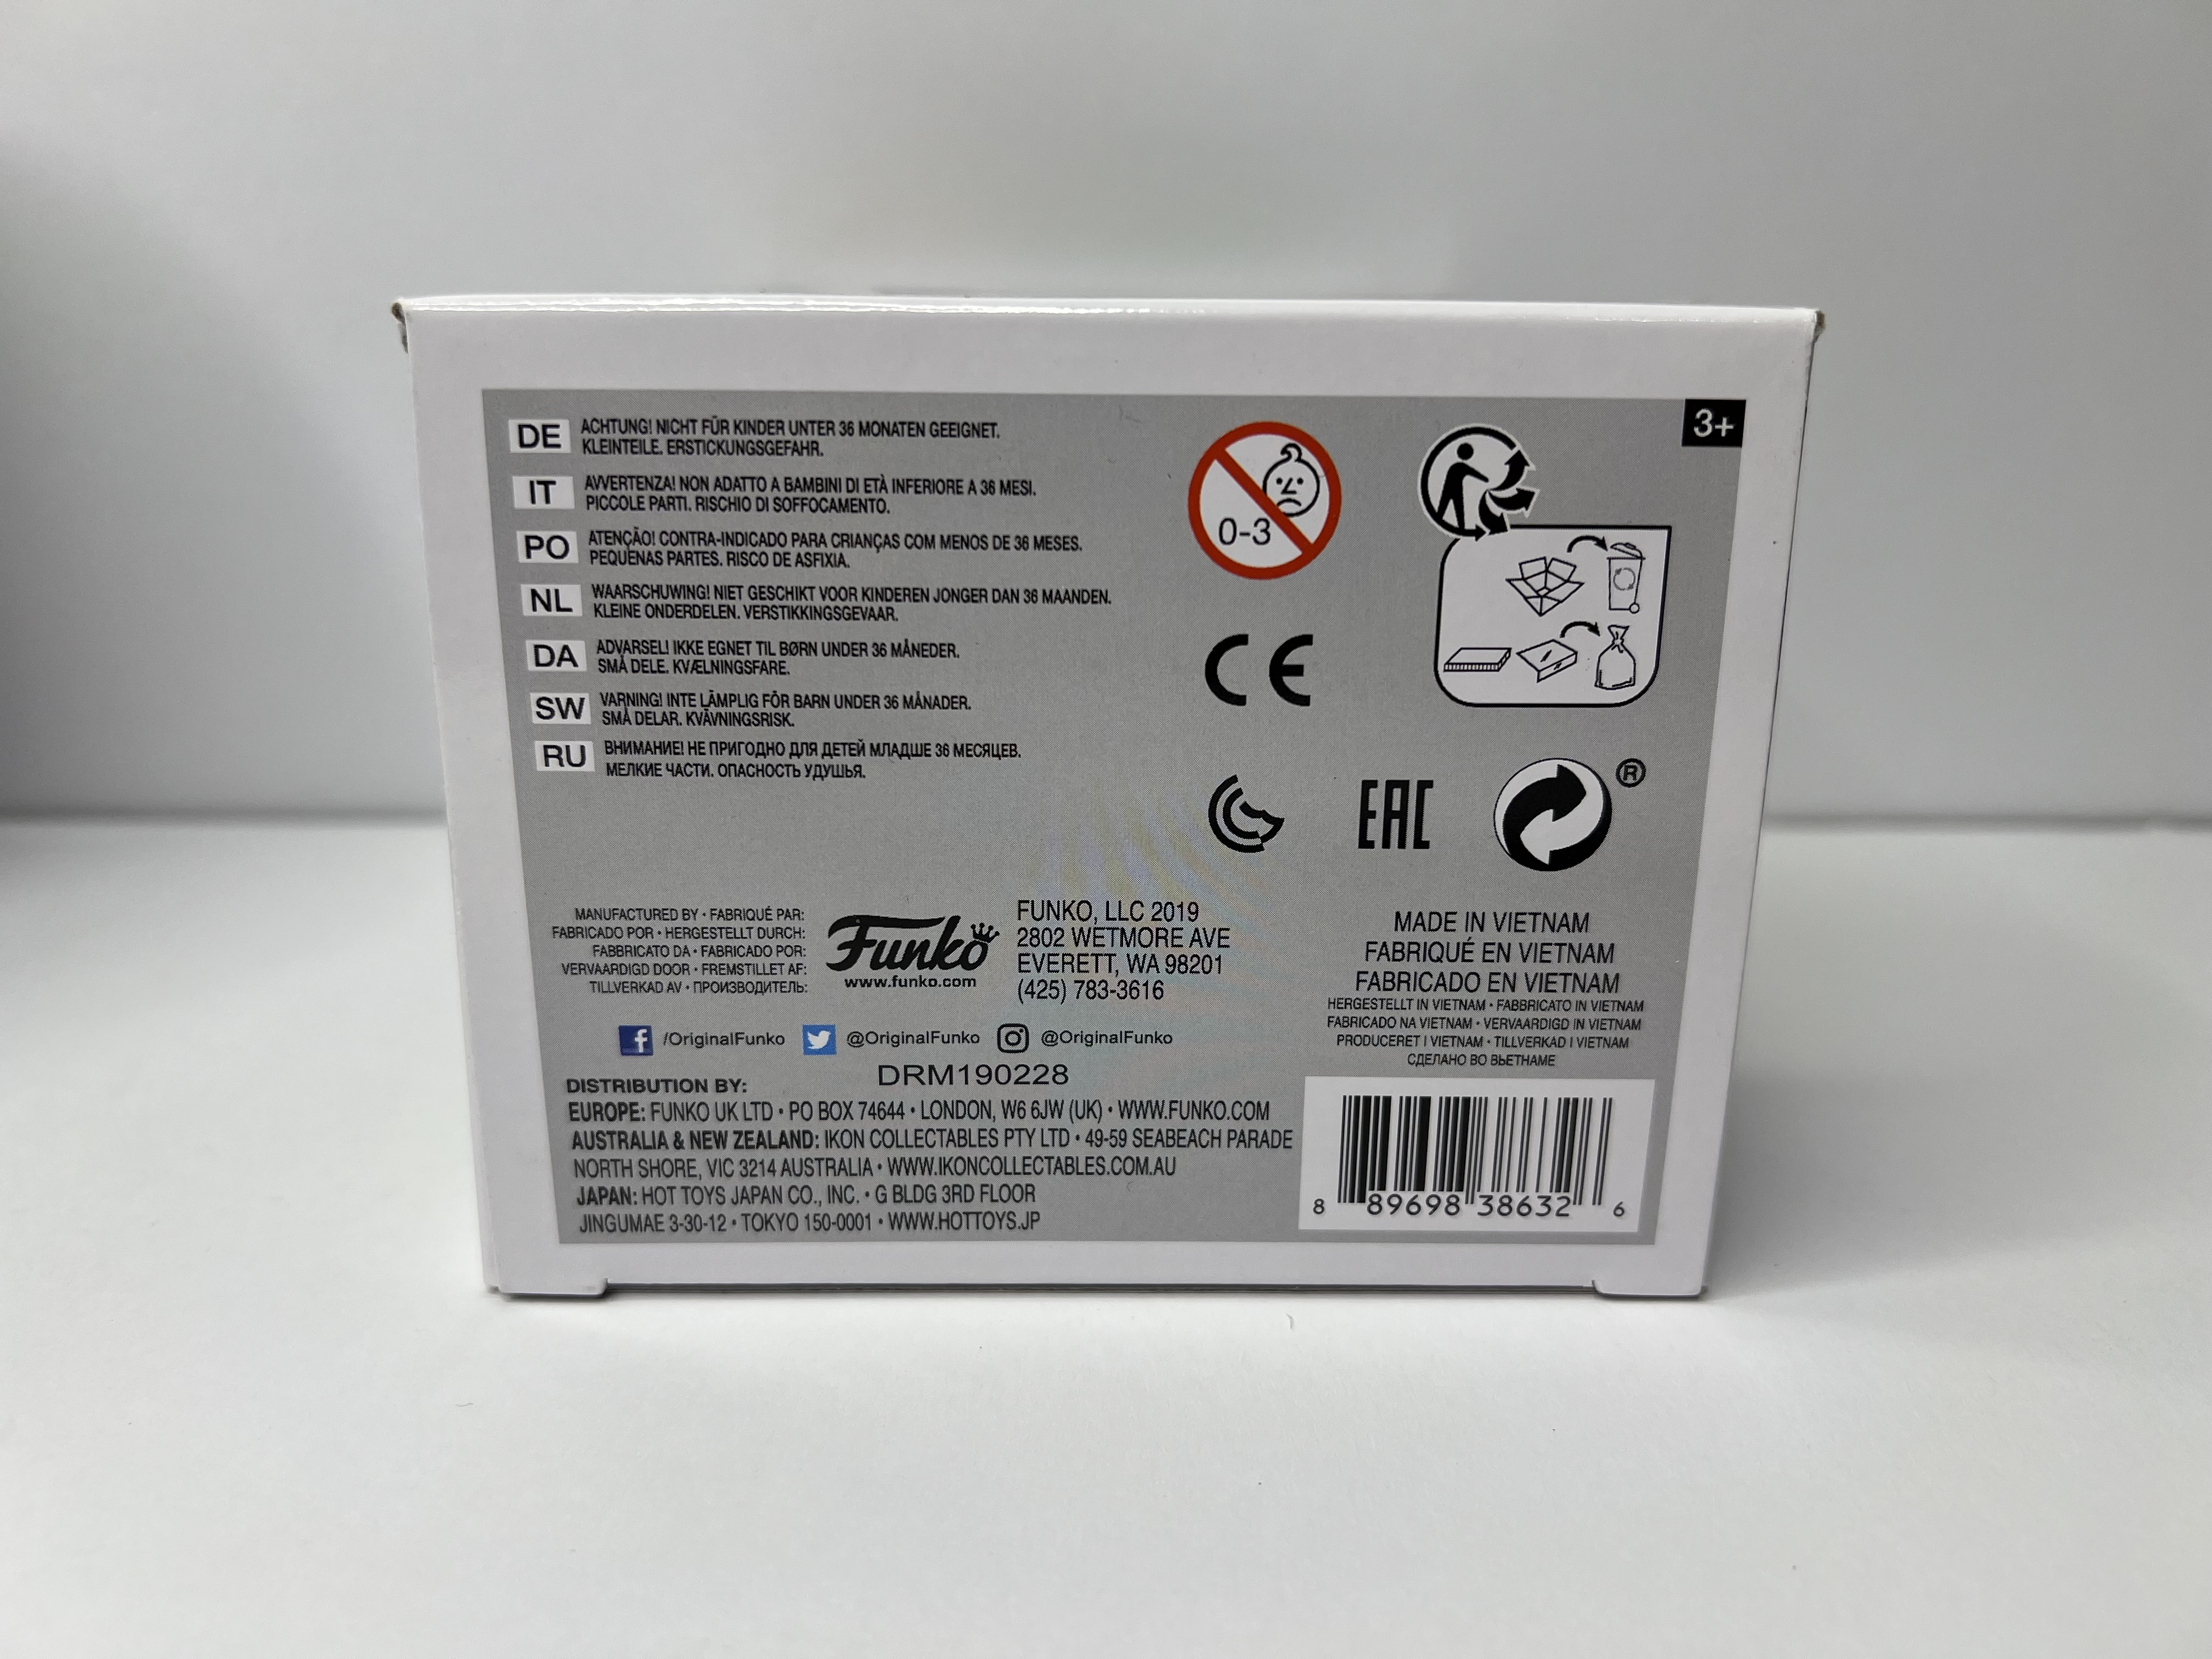 DE ACHTUNG! NICHT FÜR KINDER UNTER 36 MONATEN GEEIGNET.
KLEINTEILE. ERSTICKUNGSGEFAHR.
IT AVVERTENZA! NON ADATTO A BAMBINI DI ETÀ INFERIORE A 36 MESI.
PICCOLE PARTI. RISCHIO DI SOFFOCAMENTO.
PO ATENÇÃO! CONTRA-INDICADO PARA CRIANÇAS COM MENOS DE 36 MESES.
PEQUENAS PARTES. RISCO DE ASFIXIA.
NL WAARSCHUWING! NIET GESCHIKT VOOR KINDEREN JONGER DAN 36 MAANDEN.
KLEINE ONDERDELEN. VERSTIKKINGSGEVAAR.
DA ADVARSEL! IKKE EGNET TIL BØRN UNDER 36 MÅNEDER.
SMÅ DELE. KVÆLNINGSFARE.
SW VARNING! INTE LÄMPLIG FÖR BARN UNDER 36 MÅNADER.
SMÅ DELAR. KVÄVNINGSRISK.
RU ВНИМАНИЕ! НЕ ПРИГОДНО ДЛЯ ДЕТЕЙ МЛАДШЕ 36 МЕСЯЦЕВ.
МЕЛКИЕ ЧАСТИ. ОПАСНОСТЬ УДУШЬЯ.
0-3
3+
CE
EAC
®
MANUFACTURED BY • FABRIQUÉ PAR:
FABRICADO POR • HERGESTELLT DURCH:
FABBRICATO DA • FABRICADO POR:
VERVAARDIGD DOOR • FREMSTILLET AF:
TILLVERKAD AV • ПРОИЗВОДИТЕЛЬ:
Funko
www.funko.com
FUNKO, LLC 2019
2802 WETMORE AVE
EVERETT, WA 98201
(425) 783-3616
MADE IN VIETNAM
FABRIQUÉ EN VIETNAM
FABRICADO EN VIETNAM
HERGESTELLT IN VIETNAM • FABBRICATO IN VIETNAM
FABRICADO NA VIETNAM • VERVAARDIGD IN VIETNAM
PRODUCERET I VIETNAM • TILLVERKAD I VIETNAM
СДЕЛАНО ВО ВЬЕТНАМЕ
/OriginalFunko @OriginalFunko @OriginalFunko
DRM190228
DISTRIBUTION BY:
EUROPE: FUNKO UK LTD • PO BOX 74644 • LONDON, W6 6JW (UK) • WWW.FUNKO.COM
AUSTRALIA & NEW ZEALAND: IKON COLLECTABLES PTY LTD • 49-59 SEABEACH PARADE
NORTH SHORE, VIC 3214 AUSTRALIA • WWW.IKONCOLLECTABLES.COM.AU
JAPAN: HOT TOYS JAPAN CO., INC. • G BLDG 3RD FLOOR
JINGUMAE 3-30-12 • TOKYO 150-0001 • WWW.HOTTOYS.JP
8 89698 38632 6